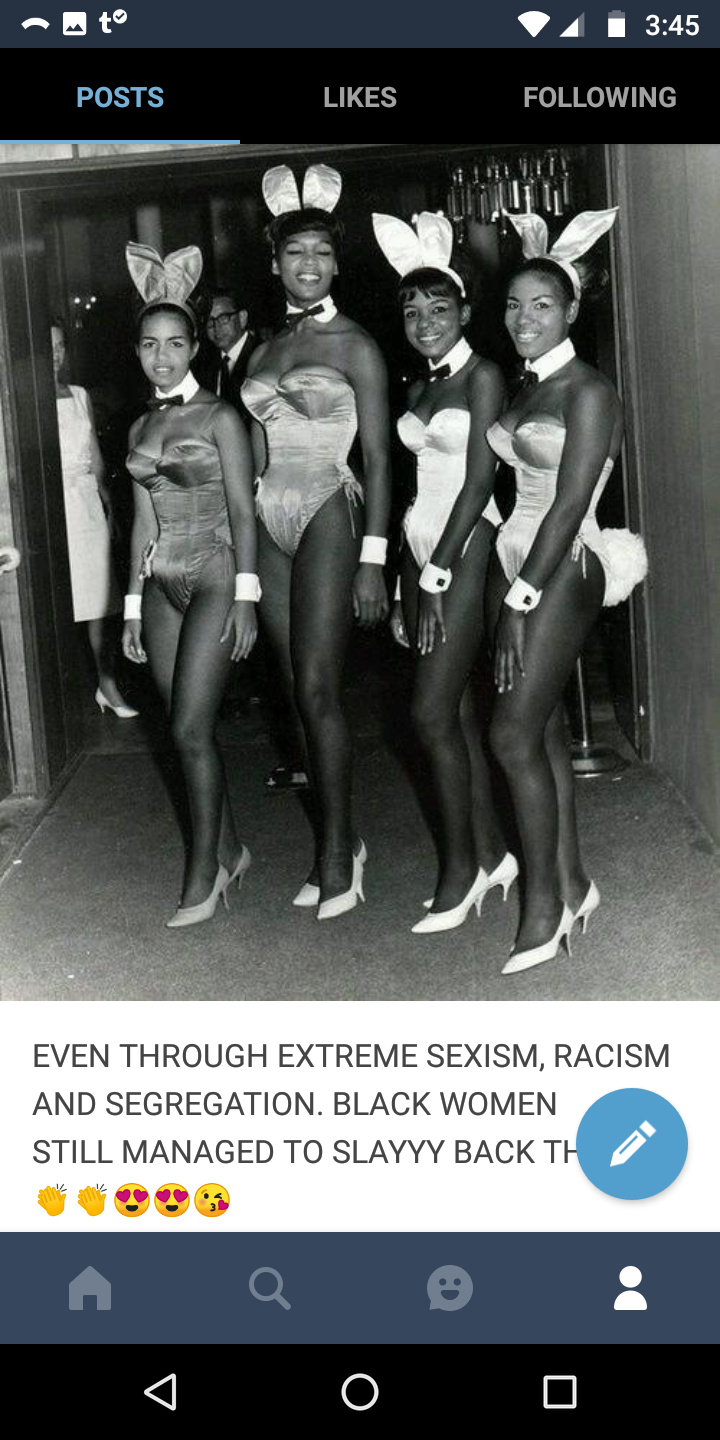 3:45
POSTS LIKES FOLLOWING
EVEN THROUGH EXTREME SEXISM, RACISM
AND SEGREGATION. BLACK WOMEN
STILL MANAGED TO SLAYYY BACK
👏 👏😍😍😘